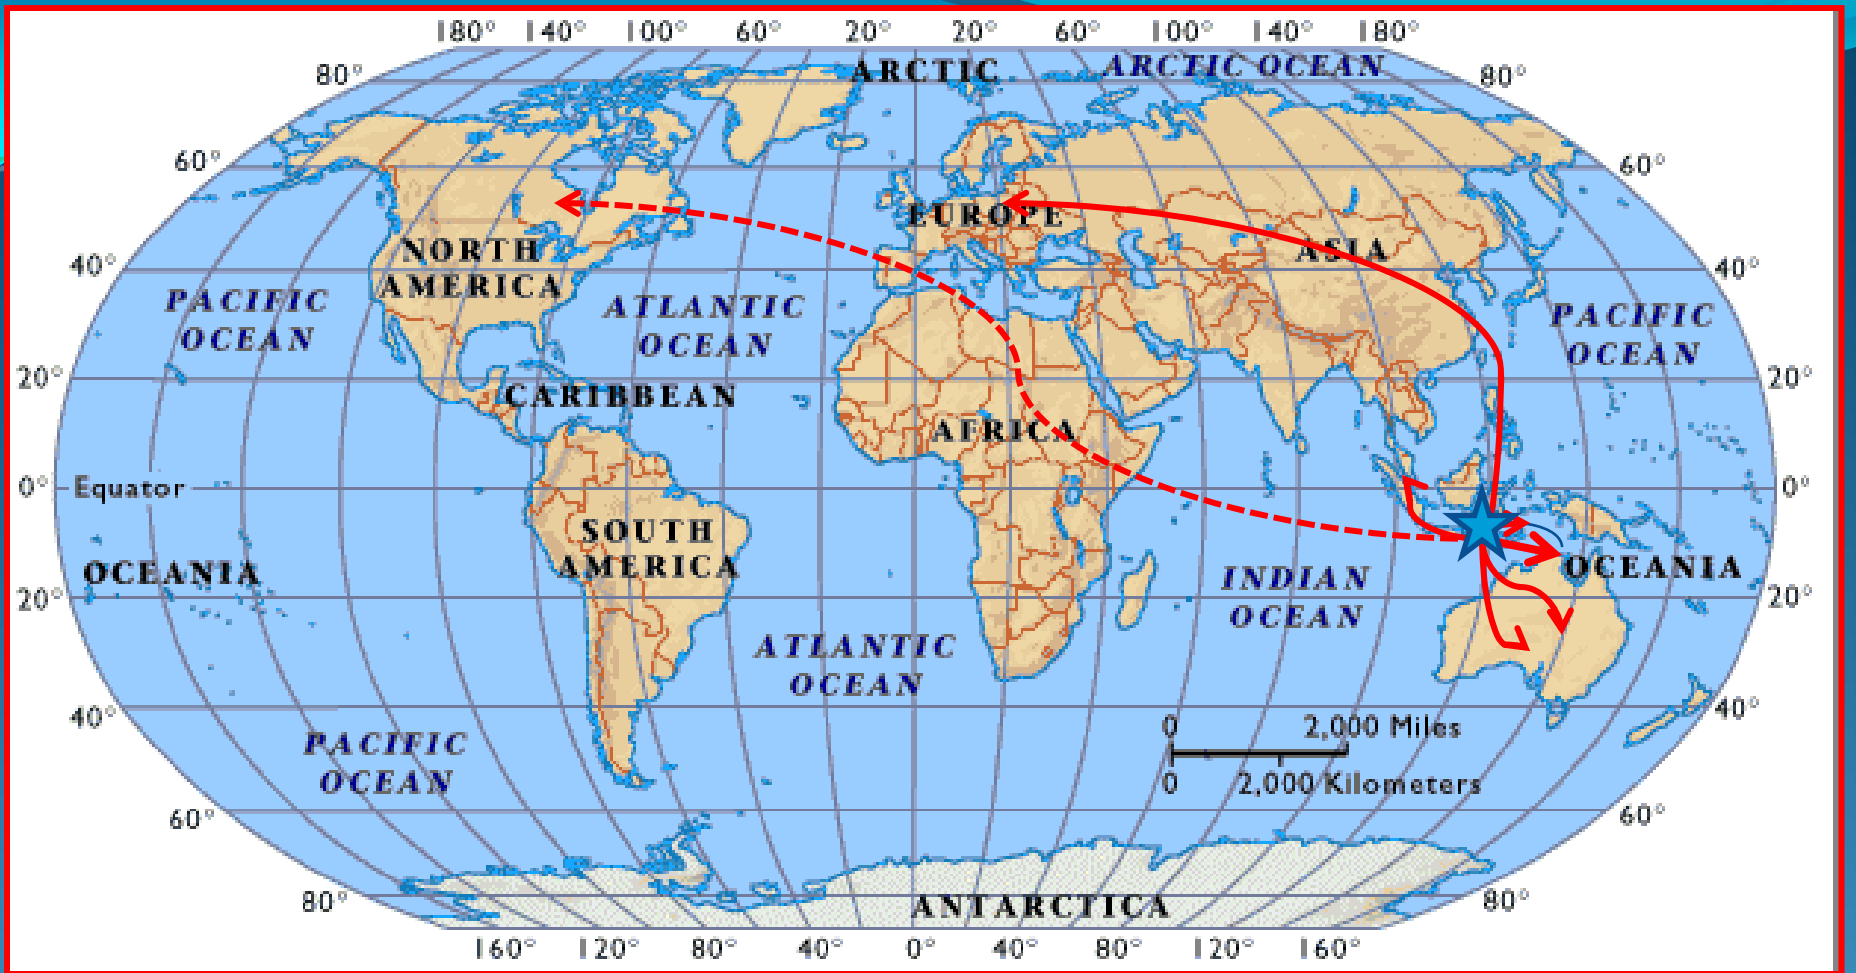 180° 140° 100° 60° 20° 20° 60° 100° 140° 180°
ARCTIC
ARCTIC OCEAN
80°
80°
60°
60°
EUROPE
ASIA
NORTH
AMERICA
40°
40°
PACIFIC
OCEAN
ATLANTIC
OCEAN
PACIFIC
OCEAN
20°
20°
CARIBBEAN
AFRICA
0°
Equator
0°
SOUTH
AMERICA
OCEANIA
OCEANIA
INDIAN
OCEAN
20°
20°
ATLANTIC
OCEAN
40°
40°
PACIFIC
OCEAN
0 2,000 Miles
0 2,000 Kilometers
60°
60°
80°
80°
ANTARCTICA
160° 120° 80° 40° 0° 40° 80° 120° 160°